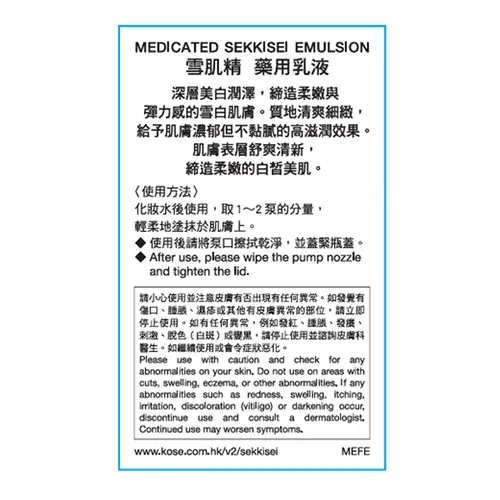 MEDICATED SEKKISEI EMULSION
雪肌精 藥用乳液
深層美白潤澤，締造柔嫩與
彈力感的雪白肌膚。質地清爽細緻，
給予肌膚濃郁但不黏膩的高滋潤效果。
肌膚表層舒爽清新，
締造柔嫩的白皙美肌。
〈使用方法〉
化妝水後使用，取1～2泵的分量，
輕柔地塗抹於肌膚上。
◆ 使用後請將泵口擦拭乾淨，並蓋緊瓶蓋。
◆ After use, please wipe the pump nozzle
and tighten the lid.
請小心使用並注意皮膚有否出現有任何異常。如發覺有
傷口、腫脹、濕疹或其他有皮膚異常的部位，請立即
停止使用。如有任何異常，例如發紅、腫脹、發癢、
刺激、脫色（白斑）或變黑，請停止使用並諮詢皮膚科
醫生。如繼續使用或會令症狀惡化。
Please use with caution and check for any
abnormalities on your skin. Do not use on areas with
cuts, swelling, eczema, or other abnormalities. If any
abnormalities such as redness, swelling, itching,
irritation, discoloration (vitiligo) or darkening occur,
discontinue use and consult a dermatologist.
Continued use may worsen symptoms.
www.kose.com.hk/v2/sekkisei MEFE